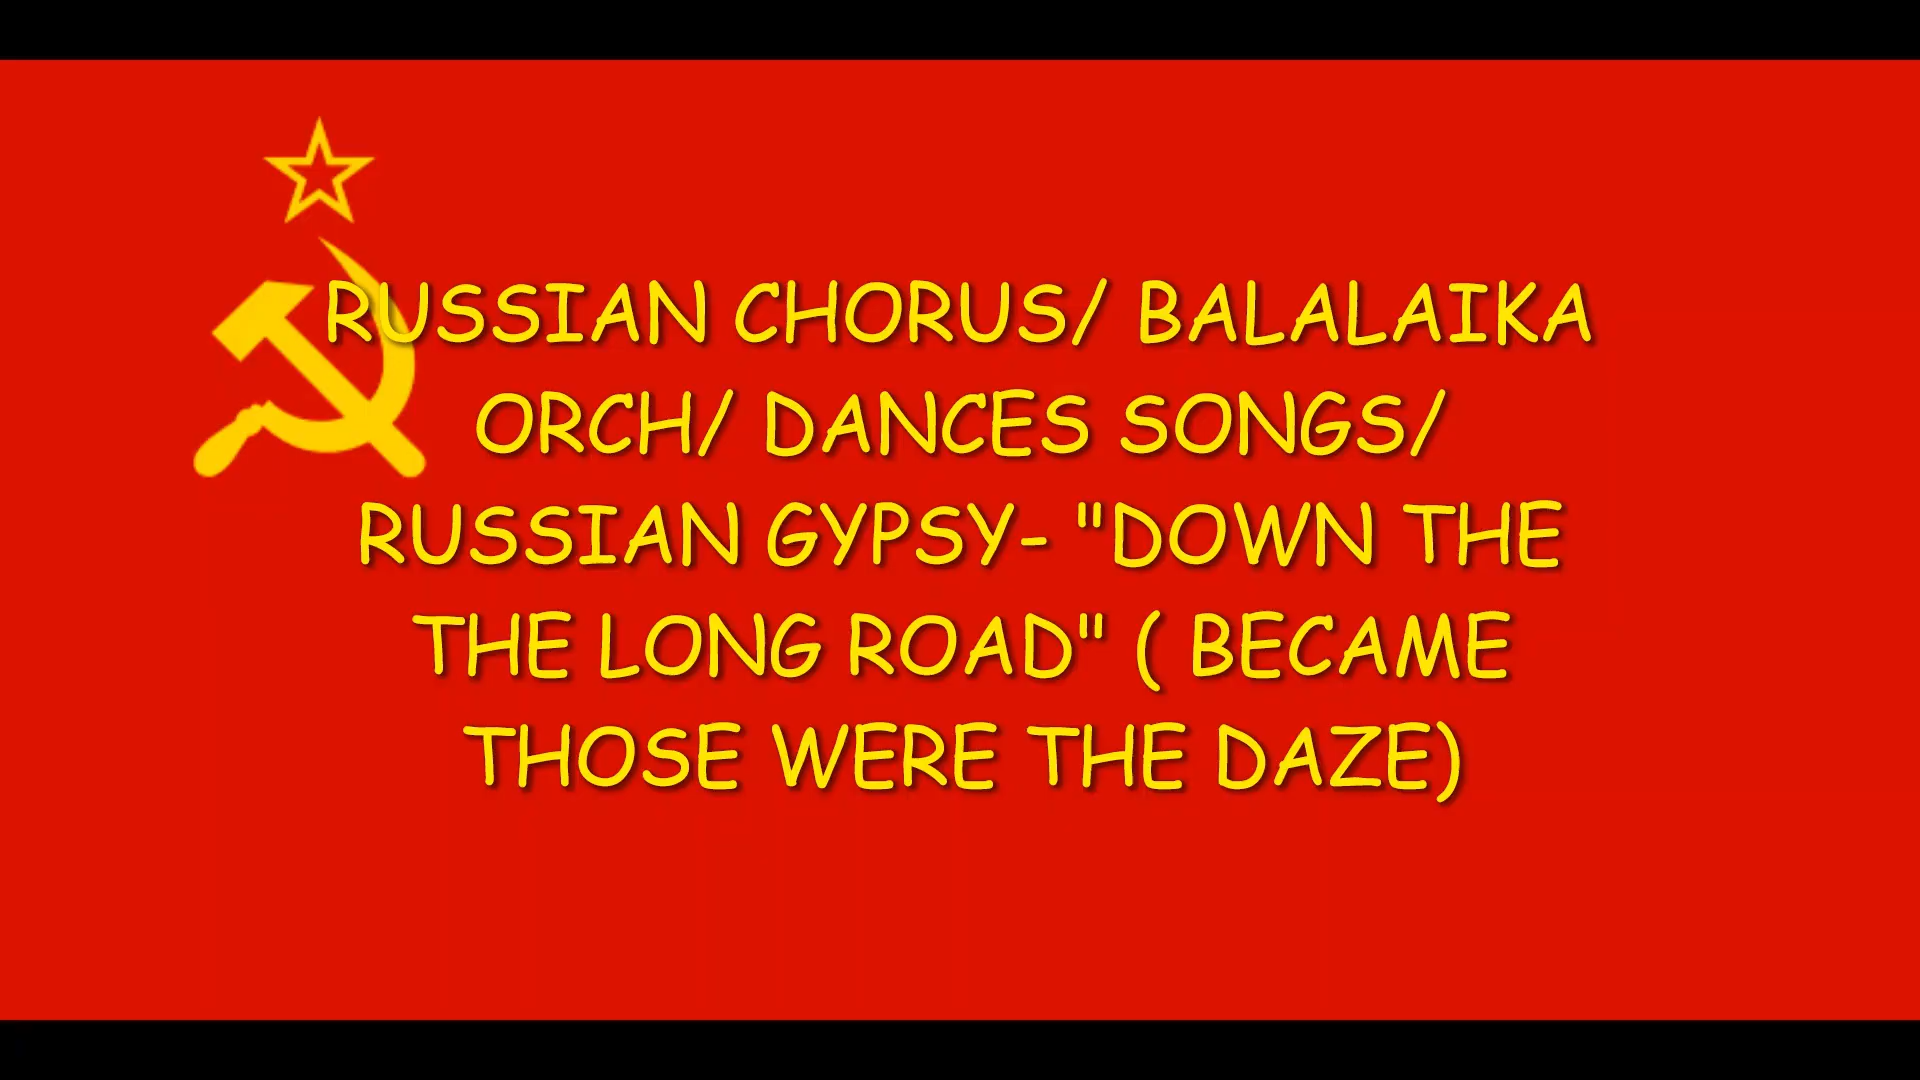 RUSSIAN CHORUS/ BALALAIKA
ORCH/ DANCES SONGS/
RUSSIAN GYPSY- "DOWN THE
THE LONG ROAD" ( BECAME
THOSE WERE THE DAZE)